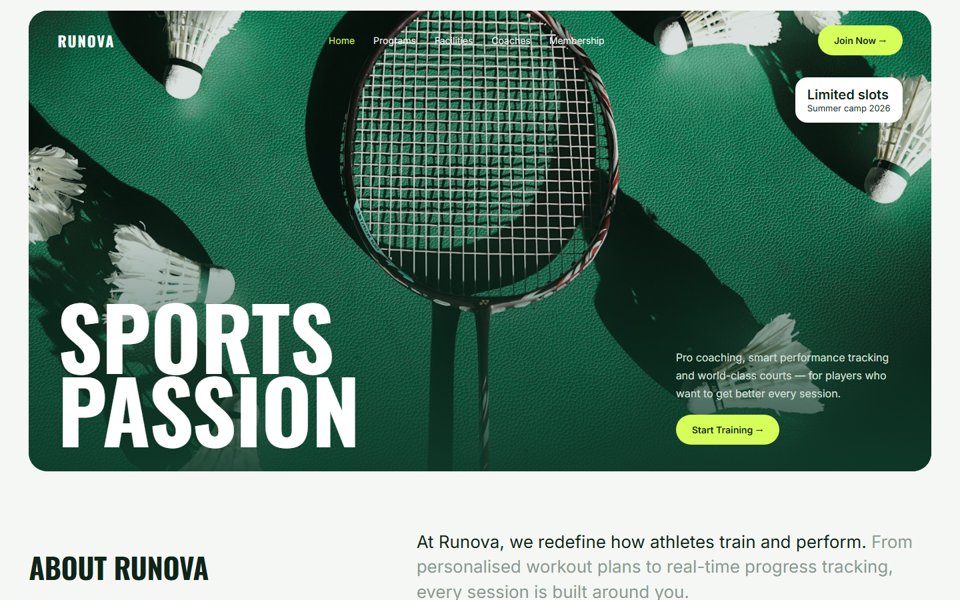 RUNOVA
Home Programs Facilities Coaches Membership
Join Now →
Limited slots
Summer camp 2026
SPORTS
PASSION
Pro coaching, smart performance tracking
and world-class courts — for players who
want to get better every session.
Start Training →
ABOUT RUNOVA
At Runova, we redefine how athletes train and perform. From
personalised workout plans to real-time progress tracking,
every session is built around you.